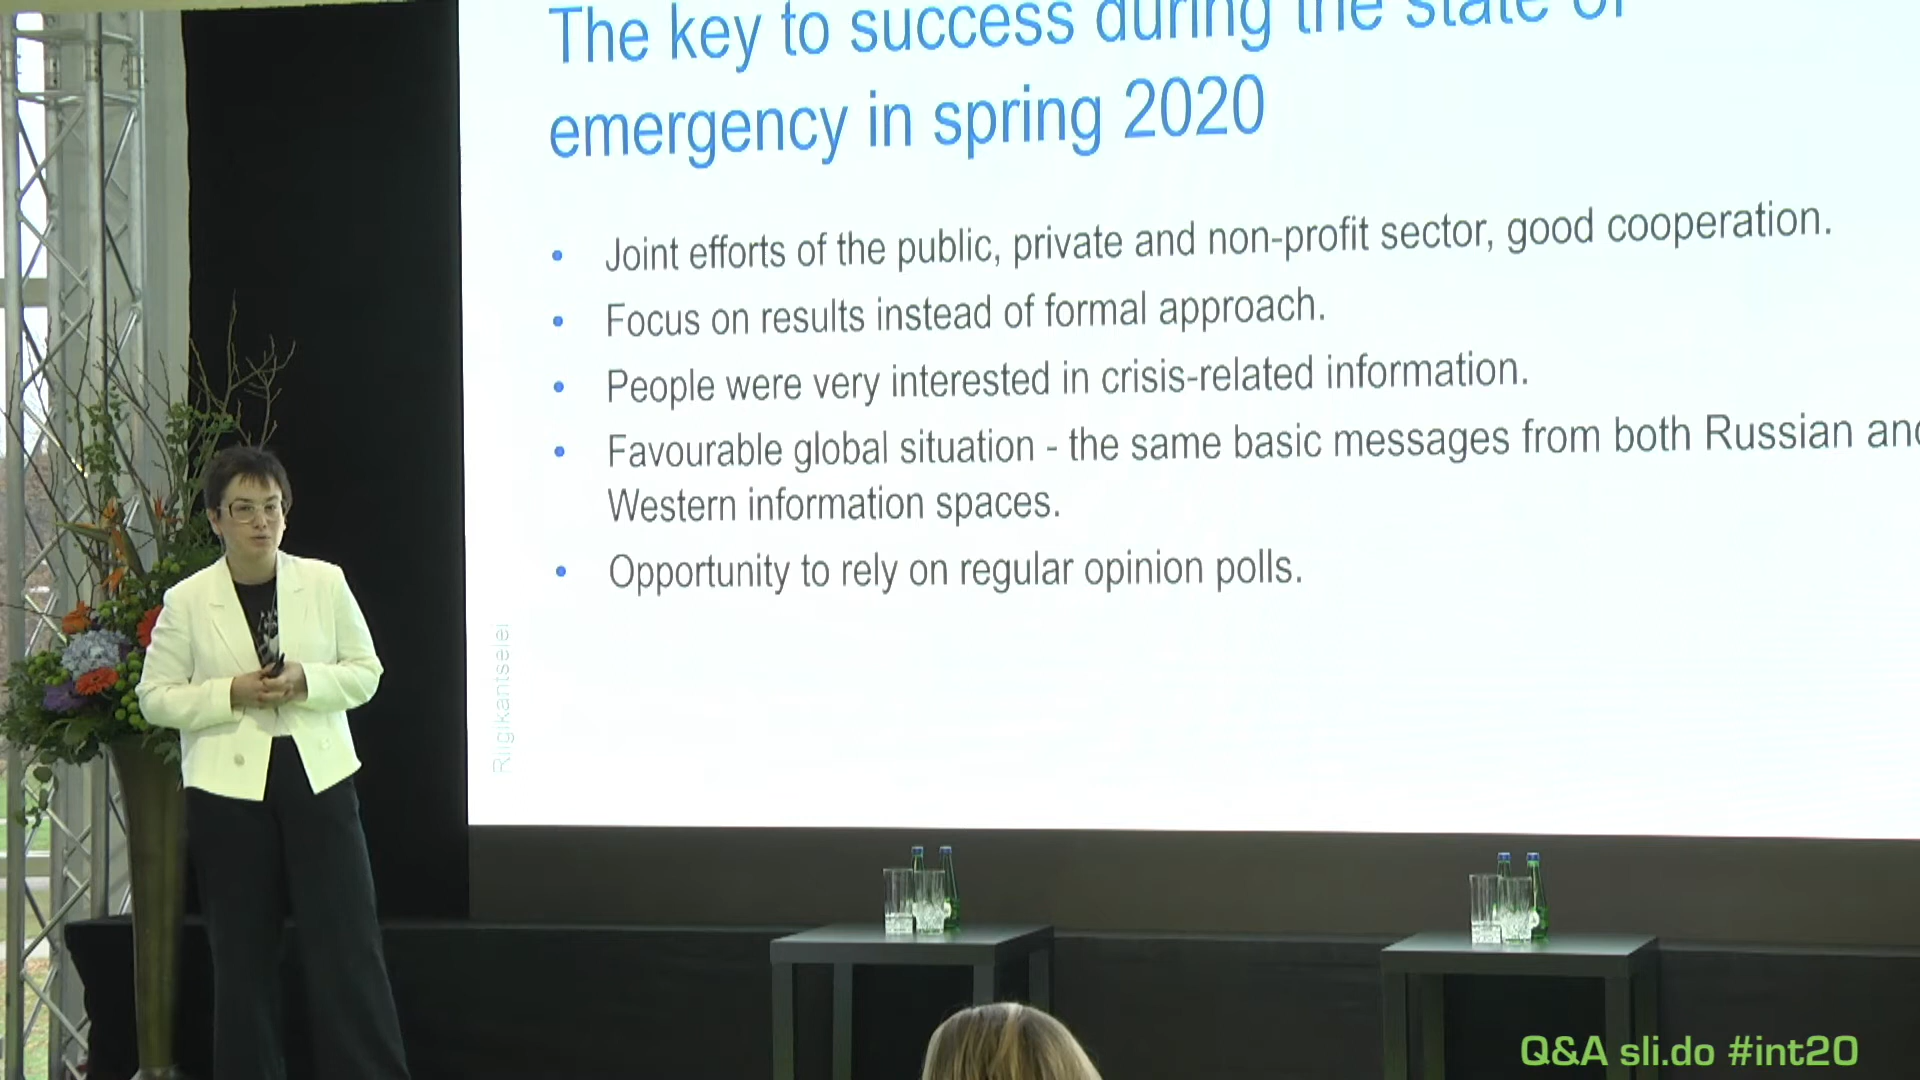 The key to success during the state of
emergency in spring 2020
• Joint efforts of the public, private and non-profit sector, good cooperation.
• Focus on results instead of formal approach.
• People were very interested in crisis-related information.
• Favourable global situation - the same basic messages from both Russian and
Western information spaces.
• Opportunity to rely on regular opinion polls.
Riigikantselei
Q&A sli.do #int20